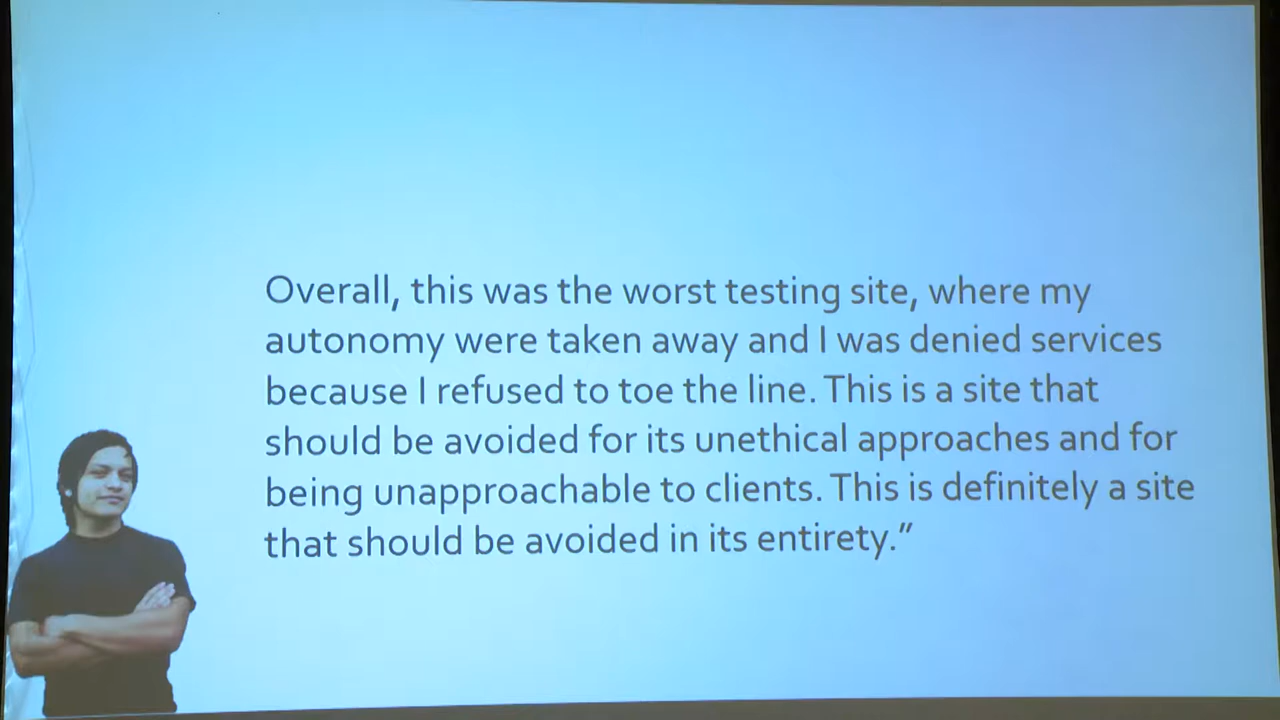 Overall, this was the worst testing site, where my
autonomy were taken away and I was denied services
because I refused to toe the line. This is a site that
should be avoided for its unethical approaches and for
being unapproachable to clients. This is definitely a site
that should be avoided in its entirety.”